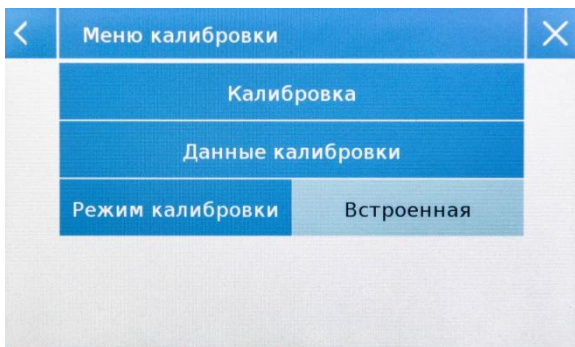 Меню калибровки
Калибровка
Данные калибровки
Режим калибровки Встроенная